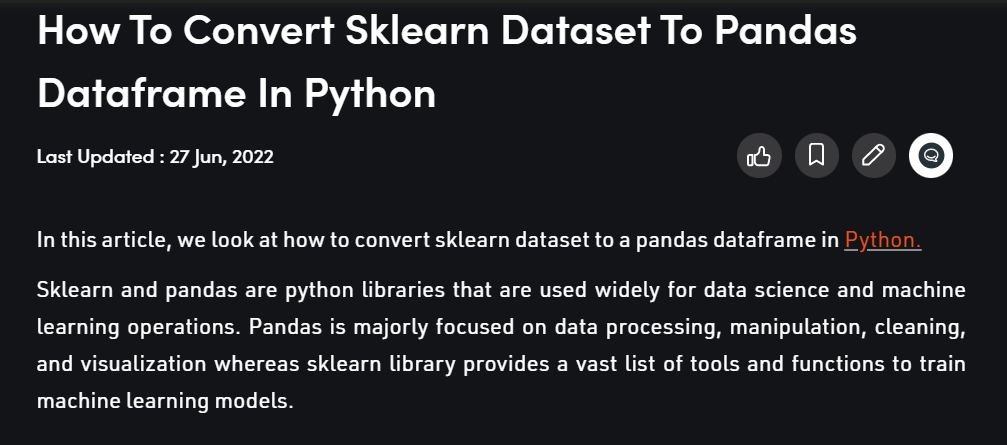 How To Convert Sklearn Dataset To Pandas
Dataframe In Python
Last Updated : 27 Jun, 2022
In this article, we look at how to convert sklearn dataset to a pandas dataframe in Python.
Sklearn and pandas are python libraries that are used widely for data science and machine
learning operations. Pandas is majorly focused on data processing, manipulation, cleaning,
and visualization whereas sklearn library provides a vast list of tools and functions to train
machine learning models.